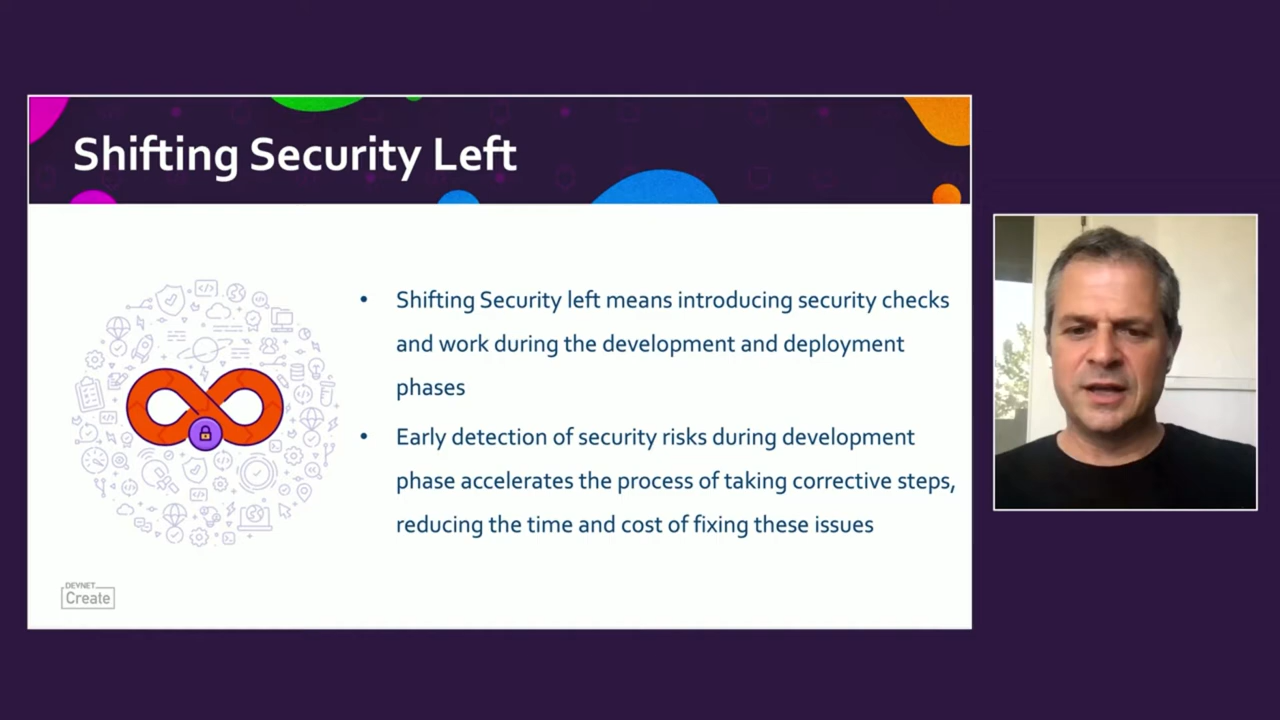 Shifting Security Left
• Shifting Security left means introducing security checks
and work during the development and deployment
phases
• Early detection of security risks during development
phase accelerates the process of taking corrective steps,
reducing the time and cost of fixing these issues
DEVNET
Create